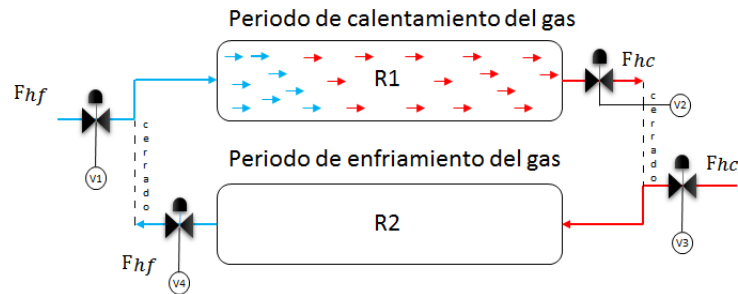 Periodo de calentamiento del gas
Fhf
R1
Fhc
V1
cerrado
V2
cerrado
Periodo de enfriamiento del gas
Fhc
R2
Fhf
V4
V3